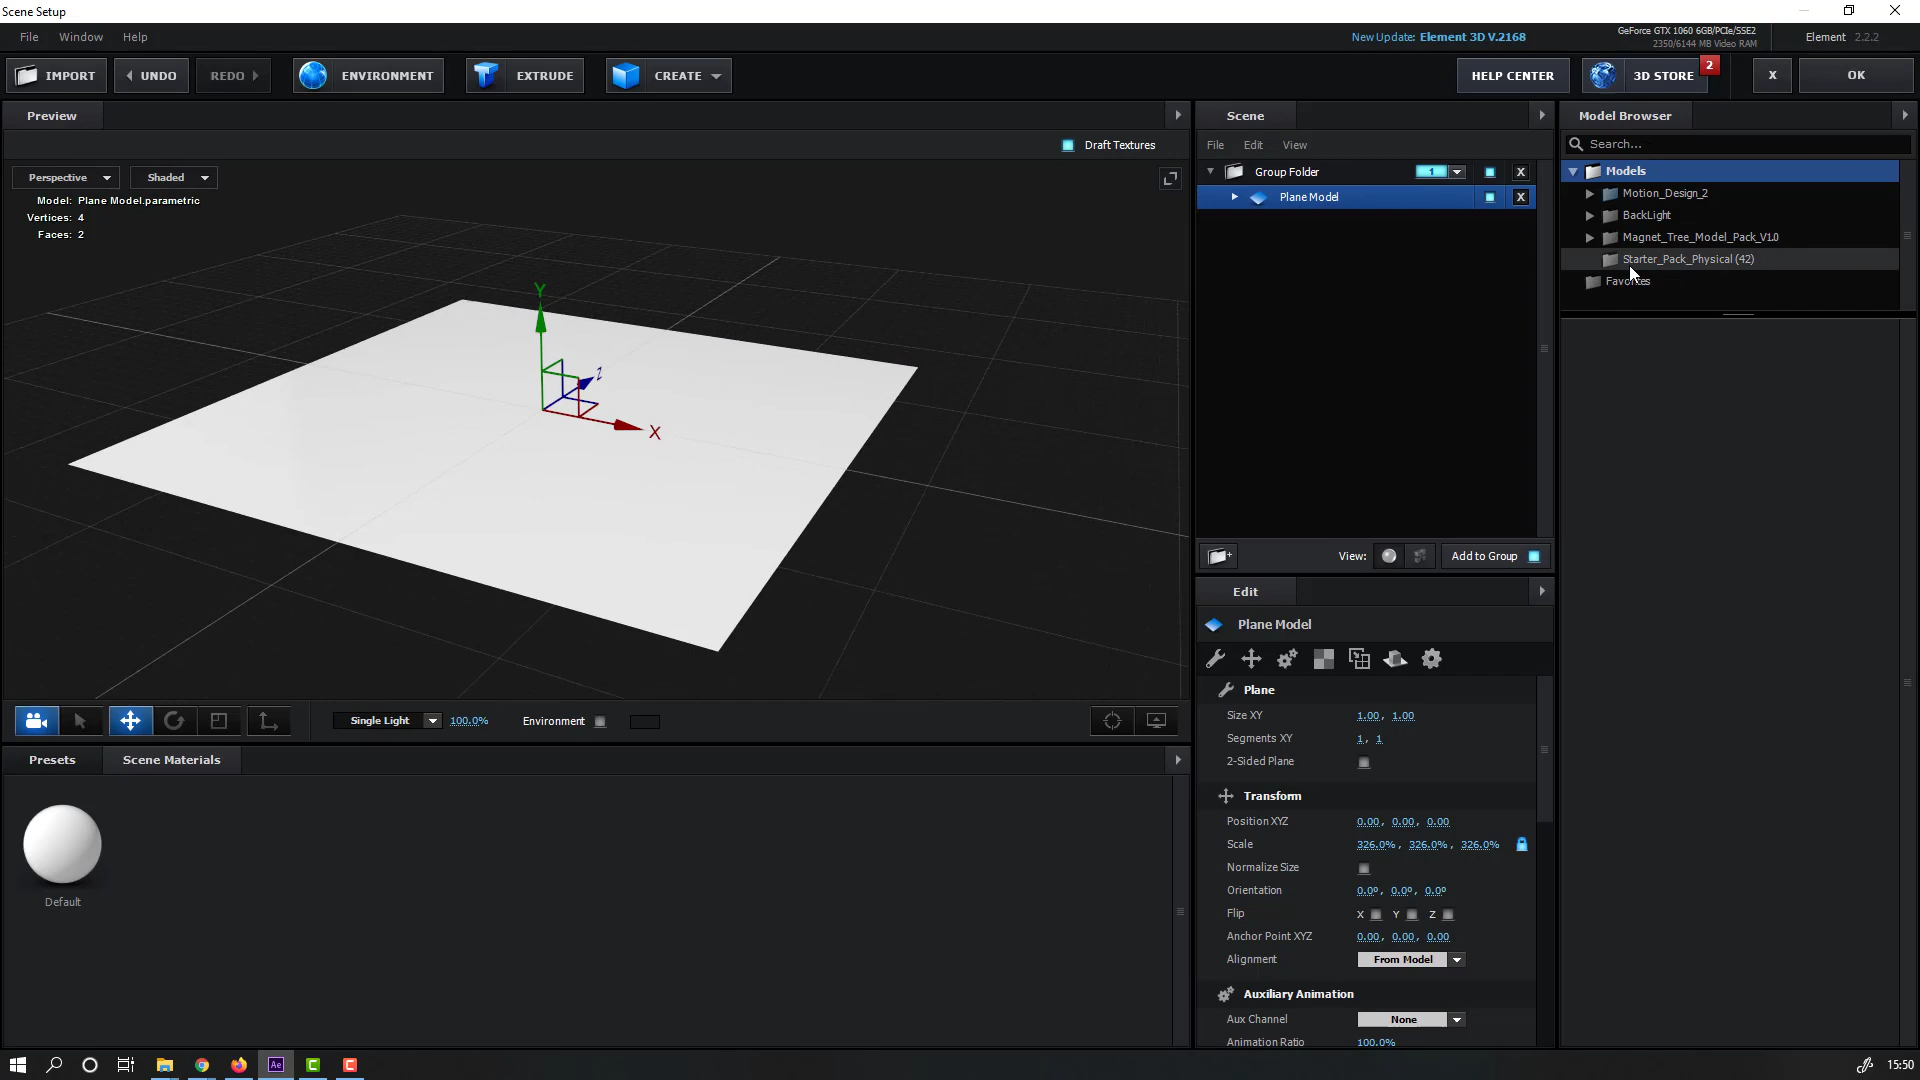 Scene Setup
File Window Help
New Update: Element 3D V.2168
GeForce GTX 1060 6GB/PCIe/SSE2
2350/6144 MB Video RAM
Element 2.2.2
IMPORT
UNDO
REDO
ENVIRONMENT
EXTRUDE
CREATE
HELP CENTER
3D STORE
2
X
OK
Preview
Draft Textures
Perspective
Shaded
Model: Plane Model.parametric
Vertices: 4
Faces: 2
Y
Z
X
Single Light
100.0%
Environment
Presets
Scene Materials
Default
Scene
File Edit View
Group Folder
1
X
Plane Model
X
View:
Add to Group
Edit
Plane Model
Plane
Size XY 1.00, 1.00
Segments XY 1, 1
2-Sided Plane
Transform
Position XYZ 0.00, 0.00, 0.00
Scale 326.0%, 326.0%, 326.0%
Normalize Size
Orientation 0.0º, 0.0º, 0.0º
Flip X Y Z
Anchor Point XYZ 0.00, 0.00, 0.00
Alignment From Model
Auxiliary Animation
Aux Channel None
Animation Ratio 100.0%
Model Browser
Search...
Models
Motion_Design_2
BackLight
Magnet_Tree_Model_Pack_V1.0
Starter_Pack_Physical (42)
Favorites
Ae
C
C
15:50